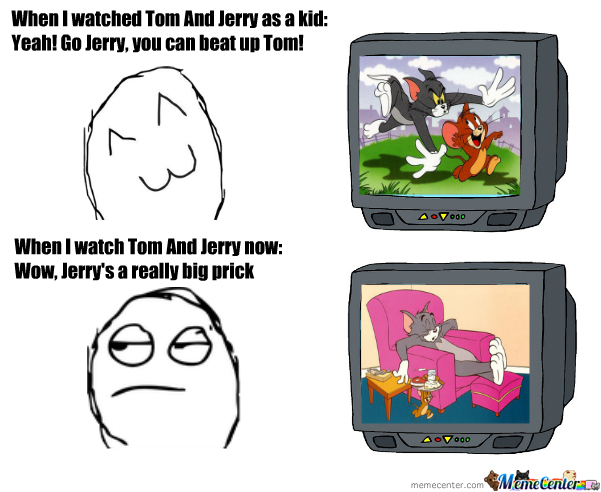 When I watched Tom And Jerry as a kid:
Yeah! Go Jerry, you can beat up Tom!
When I watch Tom And Jerry now:
Wow, Jerry's a really big prick
memecenter.com MemeCenter